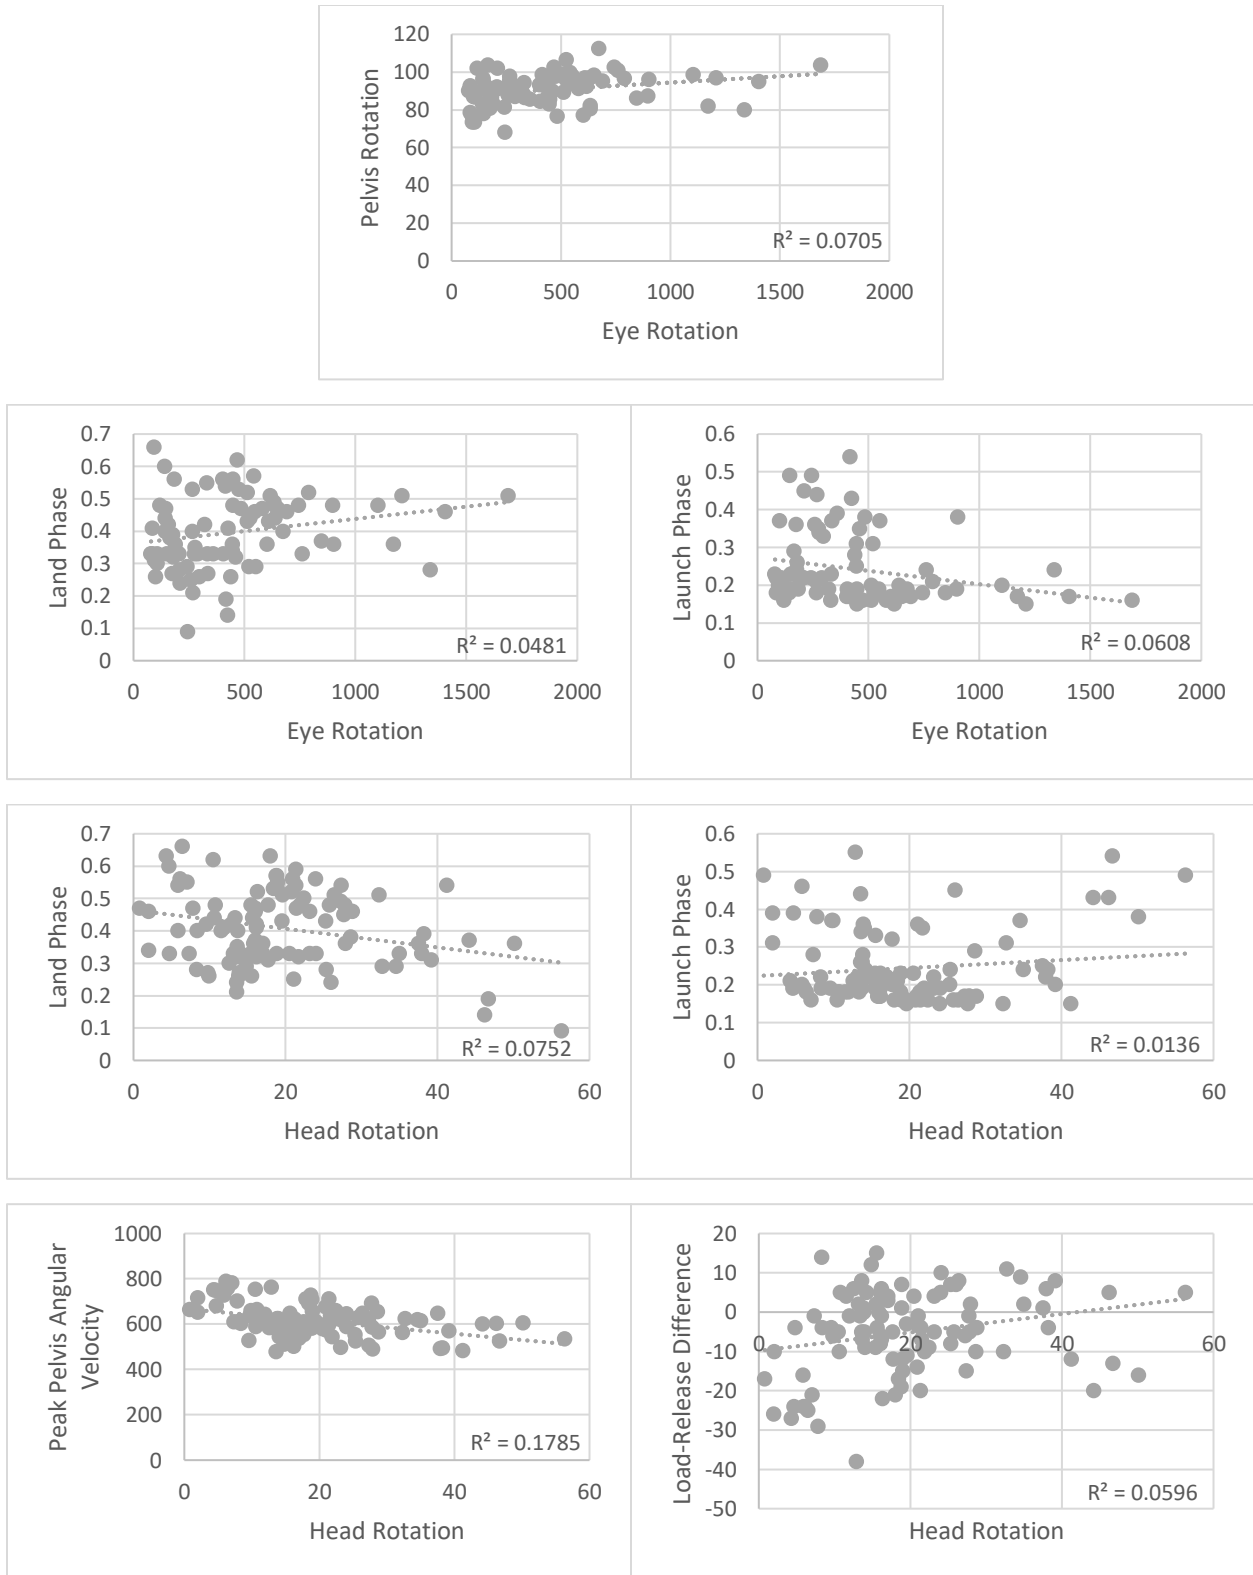 120
100
80
60
40
20
0
Pelvis Rotation
R² = 0.0705
0 500 1000 1500 2000
Eye Rotation
0.7
0.6
0.5
0.4
0.3
0.2
0.1
0
Land Phase
R² = 0.0481
0 500 1000 1500 2000
Eye Rotation
0.6
0.5
0.4
0.3
0.2
0.1
0
Launch Phase
R² = 0.0608
0 500 1000 1500 2000
Eye Rotation
0.7
0.6
0.5
0.4
0.3
0.2
0.1
0
Land Phase
R² = 0.0752
0 20 40 60
Head Rotation
0.6
0.5
0.4
0.3
0.2
0.1
0
Launch Phase
R² = 0.0136
0 20 40 60
Head Rotation
1000
800
600
400
200
0
Peak Pelvis Angular
Velocity
R² = 0.1785
0 20 40 60
Head Rotation
20
10
0
-10
-20
-30
-40
-50
Load-Release Difference
0 20 40 60
R² = 0.0596
Head Rotation